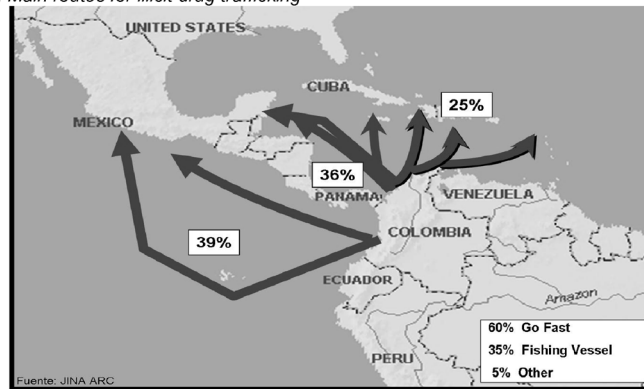 Main routes for illicit drug trafficking
UNITED STATES
CUBA
25%
MEXICO
36%
PANAMA
VENEZUELA
39%
COLOMBIA
ECUADOR
Amazon
60% Go Fast
35% Fishing Vessel
PERU
5% Other
Fuente: JINA ARC